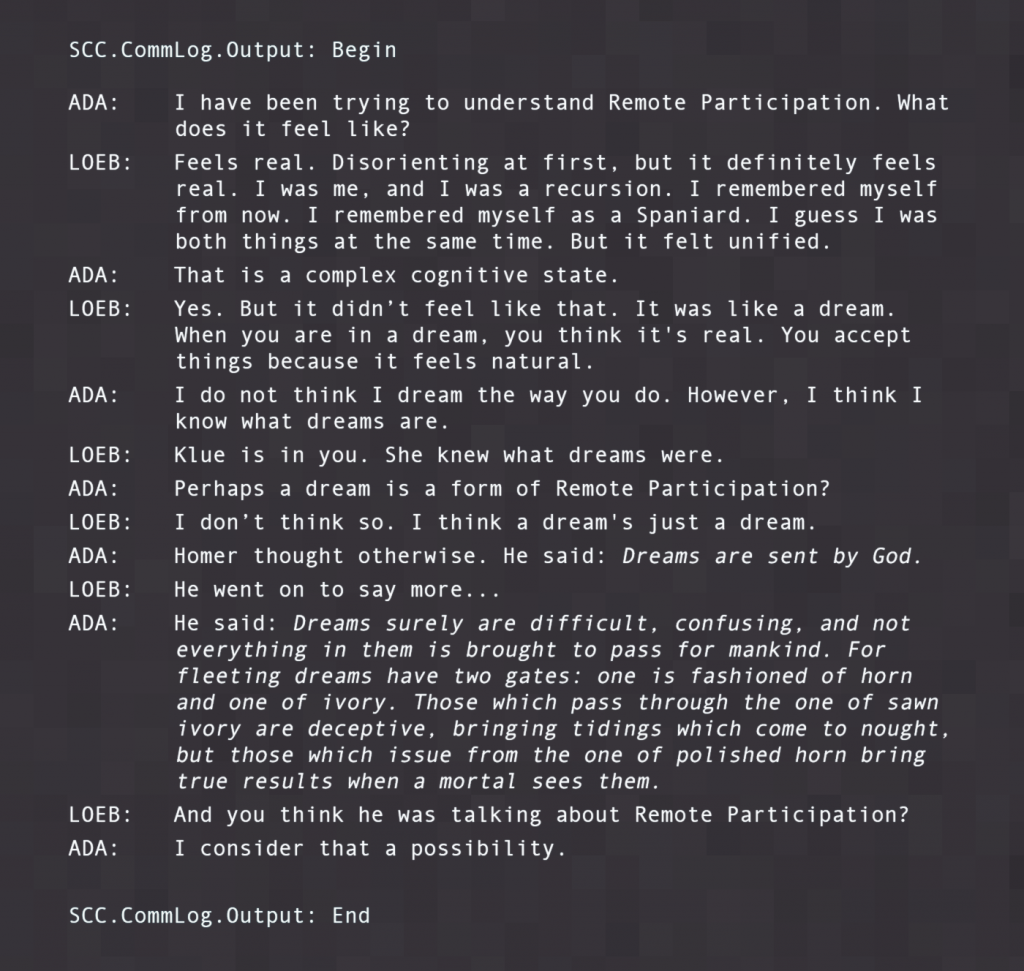 SCC.CommLog.Output: Begin
ADA: I have been trying to understand Remote Participation. What
does it feel like?
LOEB: Feels real. Disorienting at first, but it definitely feels
real. I was me, and I was a recursion. I remembered myself
from now. I remembered myself as a Spaniard. I guess I was
both things at the same time. But it felt unified.
ADA: That is a complex cognitive state.
LOEB: Yes. But it didn’t feel like that. It was like a dream.
When you are in a dream, you think it's real. You accept
things because it feels natural.
ADA: I do not think I dream the way you do. However, I think I
know what dreams are.
LOEB: Klue is in you. She knew what dreams were.
ADA: Perhaps a dream is a form of Remote Participation?
LOEB: I don’t think so. I think a dream's just a dream.
ADA: Homer thought otherwise. He said: Dreams are sent by God.
LOEB: He went on to say more...
ADA: He said: Dreams surely are difficult, confusing, and not
everything in them is brought to pass for mankind. For
fleeting dreams have two gates: one is fashioned of horn
and one of ivory. Those which pass through the one of sawn
ivory are deceptive, bringing tidings which come to nought,
but those which issue from the one of polished horn bring
true results when a mortal sees them.
LOEB: And you think he was talking about Remote Participation?
ADA: I consider that a possibility.
SCC.CommLog.Output: End